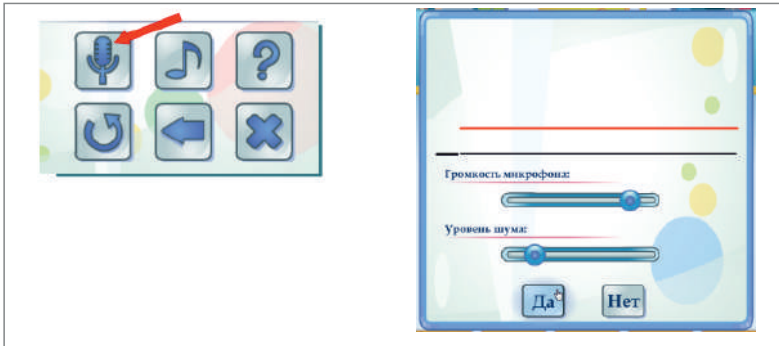 Громкость микрофона:
Уровень шума:
Да Нет